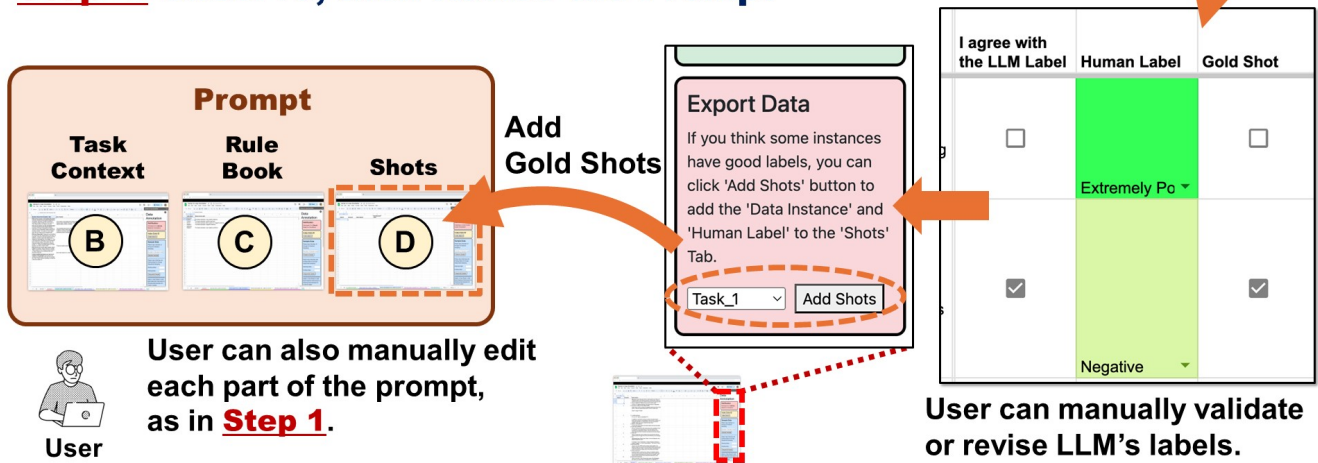 Prompt
Task
Context
Rule
Book
Shots
B
C
D
Add
Gold Shots
User can also manually edit
each part of the prompt,
as in Step 1.
User
Export Data
If you think some instances
have good labels, you can
click 'Add Shots' button to
add the 'Data Instance' and
'Human Label' to the 'Shots'
Tab.
Task_1
Add Shots
I agree with
the LLM Label
Human Label
Gold Shot
Extremely Po
Negative
User can manually validate
or revise LLM's labels.